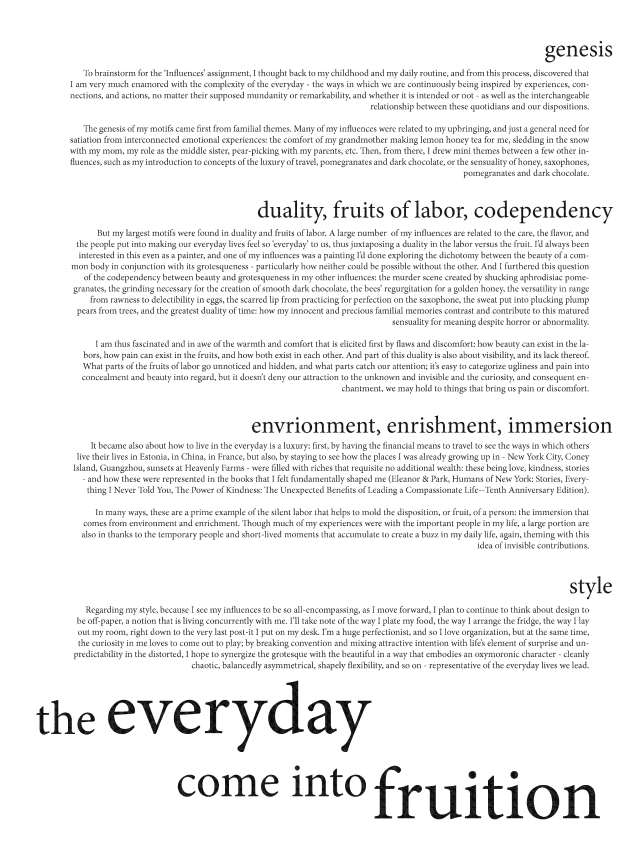 genesis
To brainstorm for the 'Influences' assignment, I thought back to my childhood and my daily routine, and from this process, discovered that
I am very much enamored with the complexity of the everyday - the ways in which we are continuously being inspired by experiences, con-
nections, and actions, no matter their supposed mundanity or remarkability, and whether it is intended or not - as well as the interchangeable
relationship between these quotidians and our dispositions.
The genesis of my motifs came first from familial themes. Many of my influences were related to my upbringing, and just a general need for
satiation from interconnected emotional experiences: the comfort of my grandmother making lemon honey tea for me, sledding in the snow
with my mom, my role as the middle sister, pear-picking with my parents, etc. Then, from there, I drew mini themes between a few other in-
fluences, such as my introduction to concepts of the luxury of travel, pomegranates and dark chocolate, or the sensuality of honey, saxophones,
pomegranates and dark chocolate.
duality, fruits of labor, codependency
But my largest motifs were found in duality and fruits of labor. A large number of my influences are related to the care, the flavor, and
the people put into making our everyday lives feel so 'everyday' to us, thus juxtaposing a duality in the labor versus the fruit. I'd always been
interested in this even as a painter, and one of my influences was a painting I'd done exploring the dichotomy between the beauty of a com-
mon body in conjunction with its grotesqueness - particularly how neither could be possible without the other. And I furthered this question
of the codependency between beauty and grotesqueness in my other influences: the murder scene created by shucking aphrodisiac pome-
granates, the grinding necessary for the creation of smooth dark chocolate, the bees' regurgitation for a golden honey, the versatility in range
from rawness to delectibility in eggs, the scarred lip from practicing for perfection on the saxophone, the sweat put into plucking plump
pears from trees, and the greatest duality of time: how my innocent and precious familial memories contrast and contribute to this matured
sensuality for meaning despite horror or abnormality.
I am thus fascinated and in awe of the warmth and comfort that is elicited first by flaws and discomfort: how beauty can exist in the la-
bors, how pain can exist in the fruits, and how both exist in each other. And part of this duality is also about visibility, and its lack thereof.
What parts of the fruits of labor go unnoticed and hidden, and what parts catch our attention; it's easy to categorize ugliness and pain into
concealment and beauty into regard, but it doesn't deny our attraction to the unknown and invisible and the curiosity, and consequent en-
chantment, we may hold to things that bring us pain or discomfort.
envrionment, enrishment, immersion
It became also about how to live in the everyday is a luxury: first, by having the financial means to travel to see the ways in which others
live their lives in Estonia, in China, in France, but also, by staying to see how the places I was already growing up in - New York City, Coney
Island, Guangzhou, sunsets at Heavenly Farms - were filled with riches that requisite no additional wealth: these being love, kindness, stories
- and how these were represented in the books that I felt fundamentally shaped me (Eleanor & Park, Humans of New York: Stories, Every-
thing I Never Told You, The Power of Kindness: The Unexpected Benefits of Leading a Compassionate Life--Tenth Anniversary Edition).
In many ways, these are a prime example of the silent labor that helps to mold the disposition, or fruit, of a person: the immersion that
comes from environment and enrichment. Though much of my experiences were with the important people in my life, a large portion are
also in thanks to the temporary people and short-lived moments that accumulate to create a buzz in my daily life, again, theming with this
idea of invisible contributions.
style
Regarding my style, because I see my influences to be so all-encompassing, as I move forward, I plan to continue to think about design to
be off-paper, a notion that is living concurrently with me. I'll take note of the way I plate my food, the way I arrange the fridge, the way I lay
out my room, right down to the very last post-it I put on my desk. I'm a huge perfectionist, and so I love organization, but at the same time,
the curiosity in me loves to come out to play; by breaking convention and mixing attractive intention with life's element of surprise and un-
predictability in the distorted, I hope to synergize the grotesque with the beautiful in a way that embodies an oxymoronic character - cleanly
chaotic, balancedly asymmetrical, shapely flexibility, and so on - representative of the everyday lives we lead.
the everyday
come into fruition